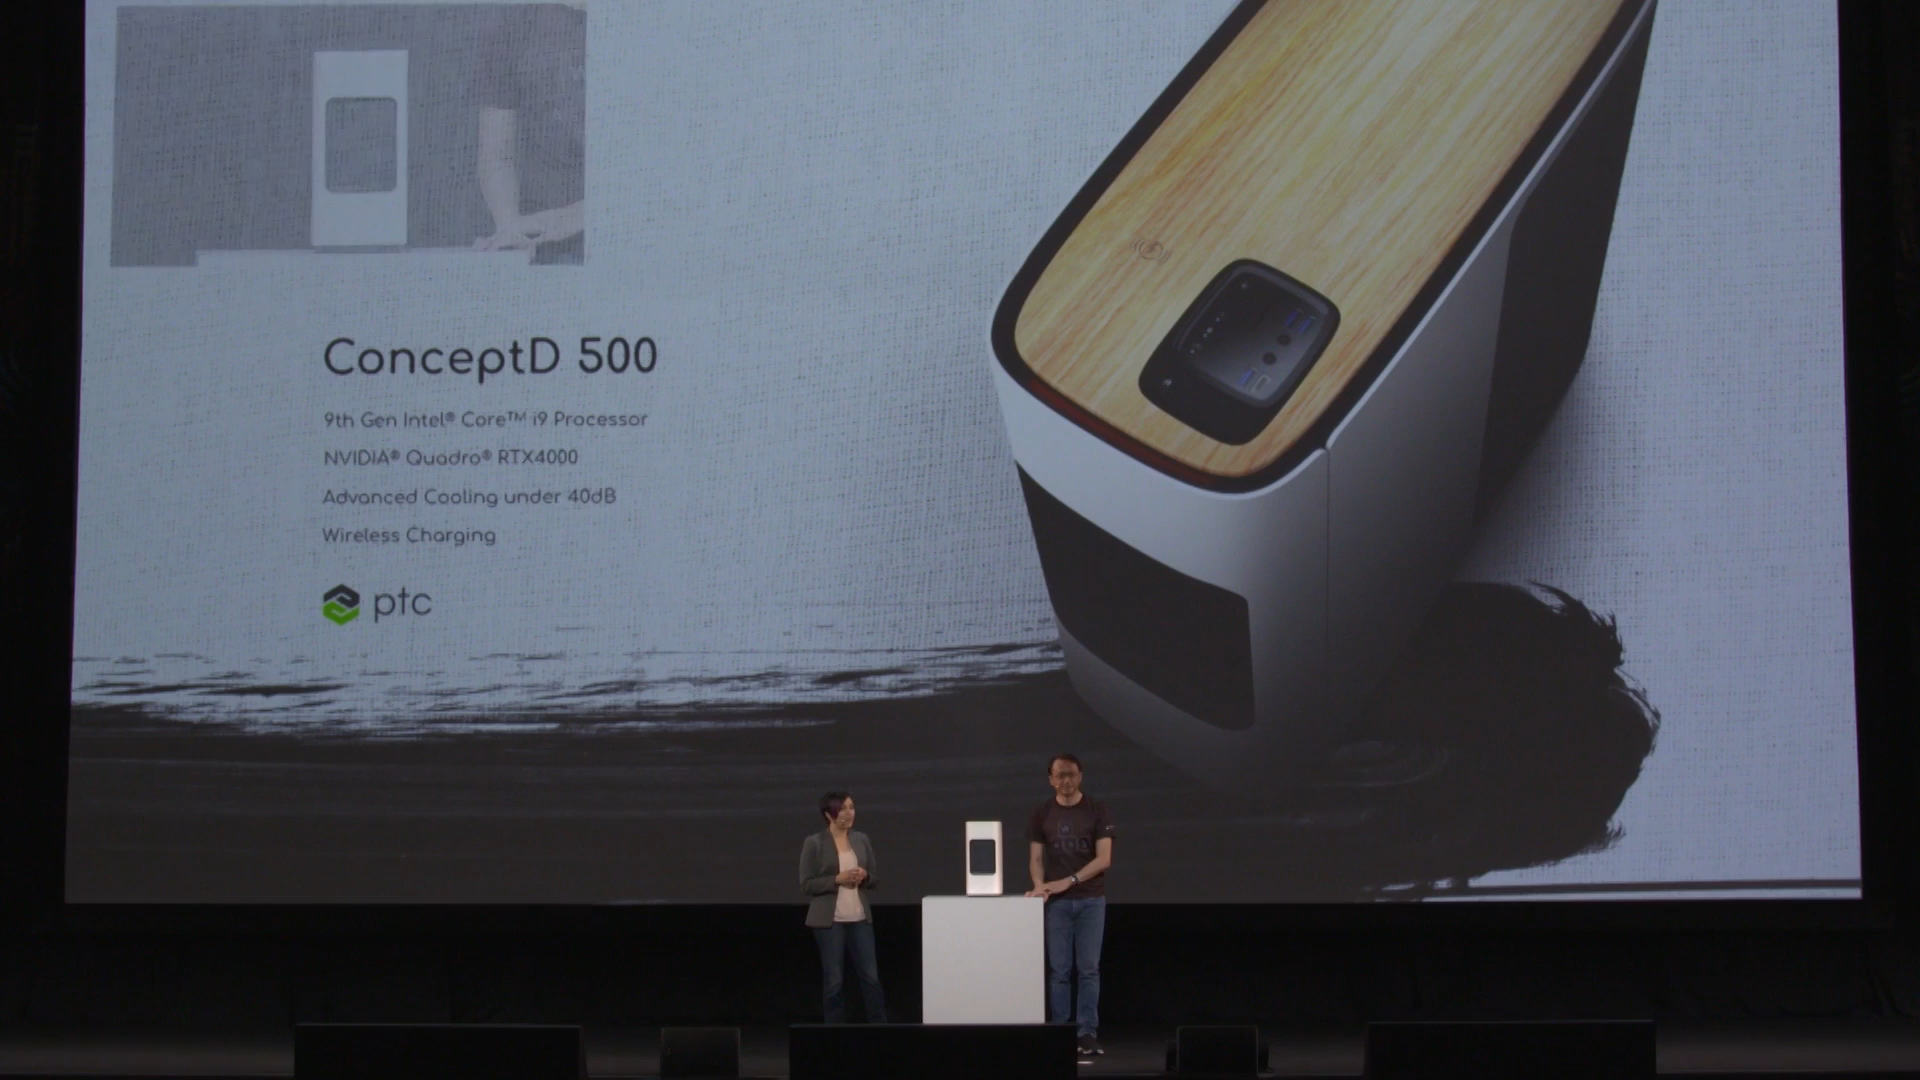 ConceptD 500
9th Gen Intel® Core™ i9 Processor
NVIDIA® Quadro® RTX4000
Advanced Cooling under 40dB
Wireless Charging
ptc